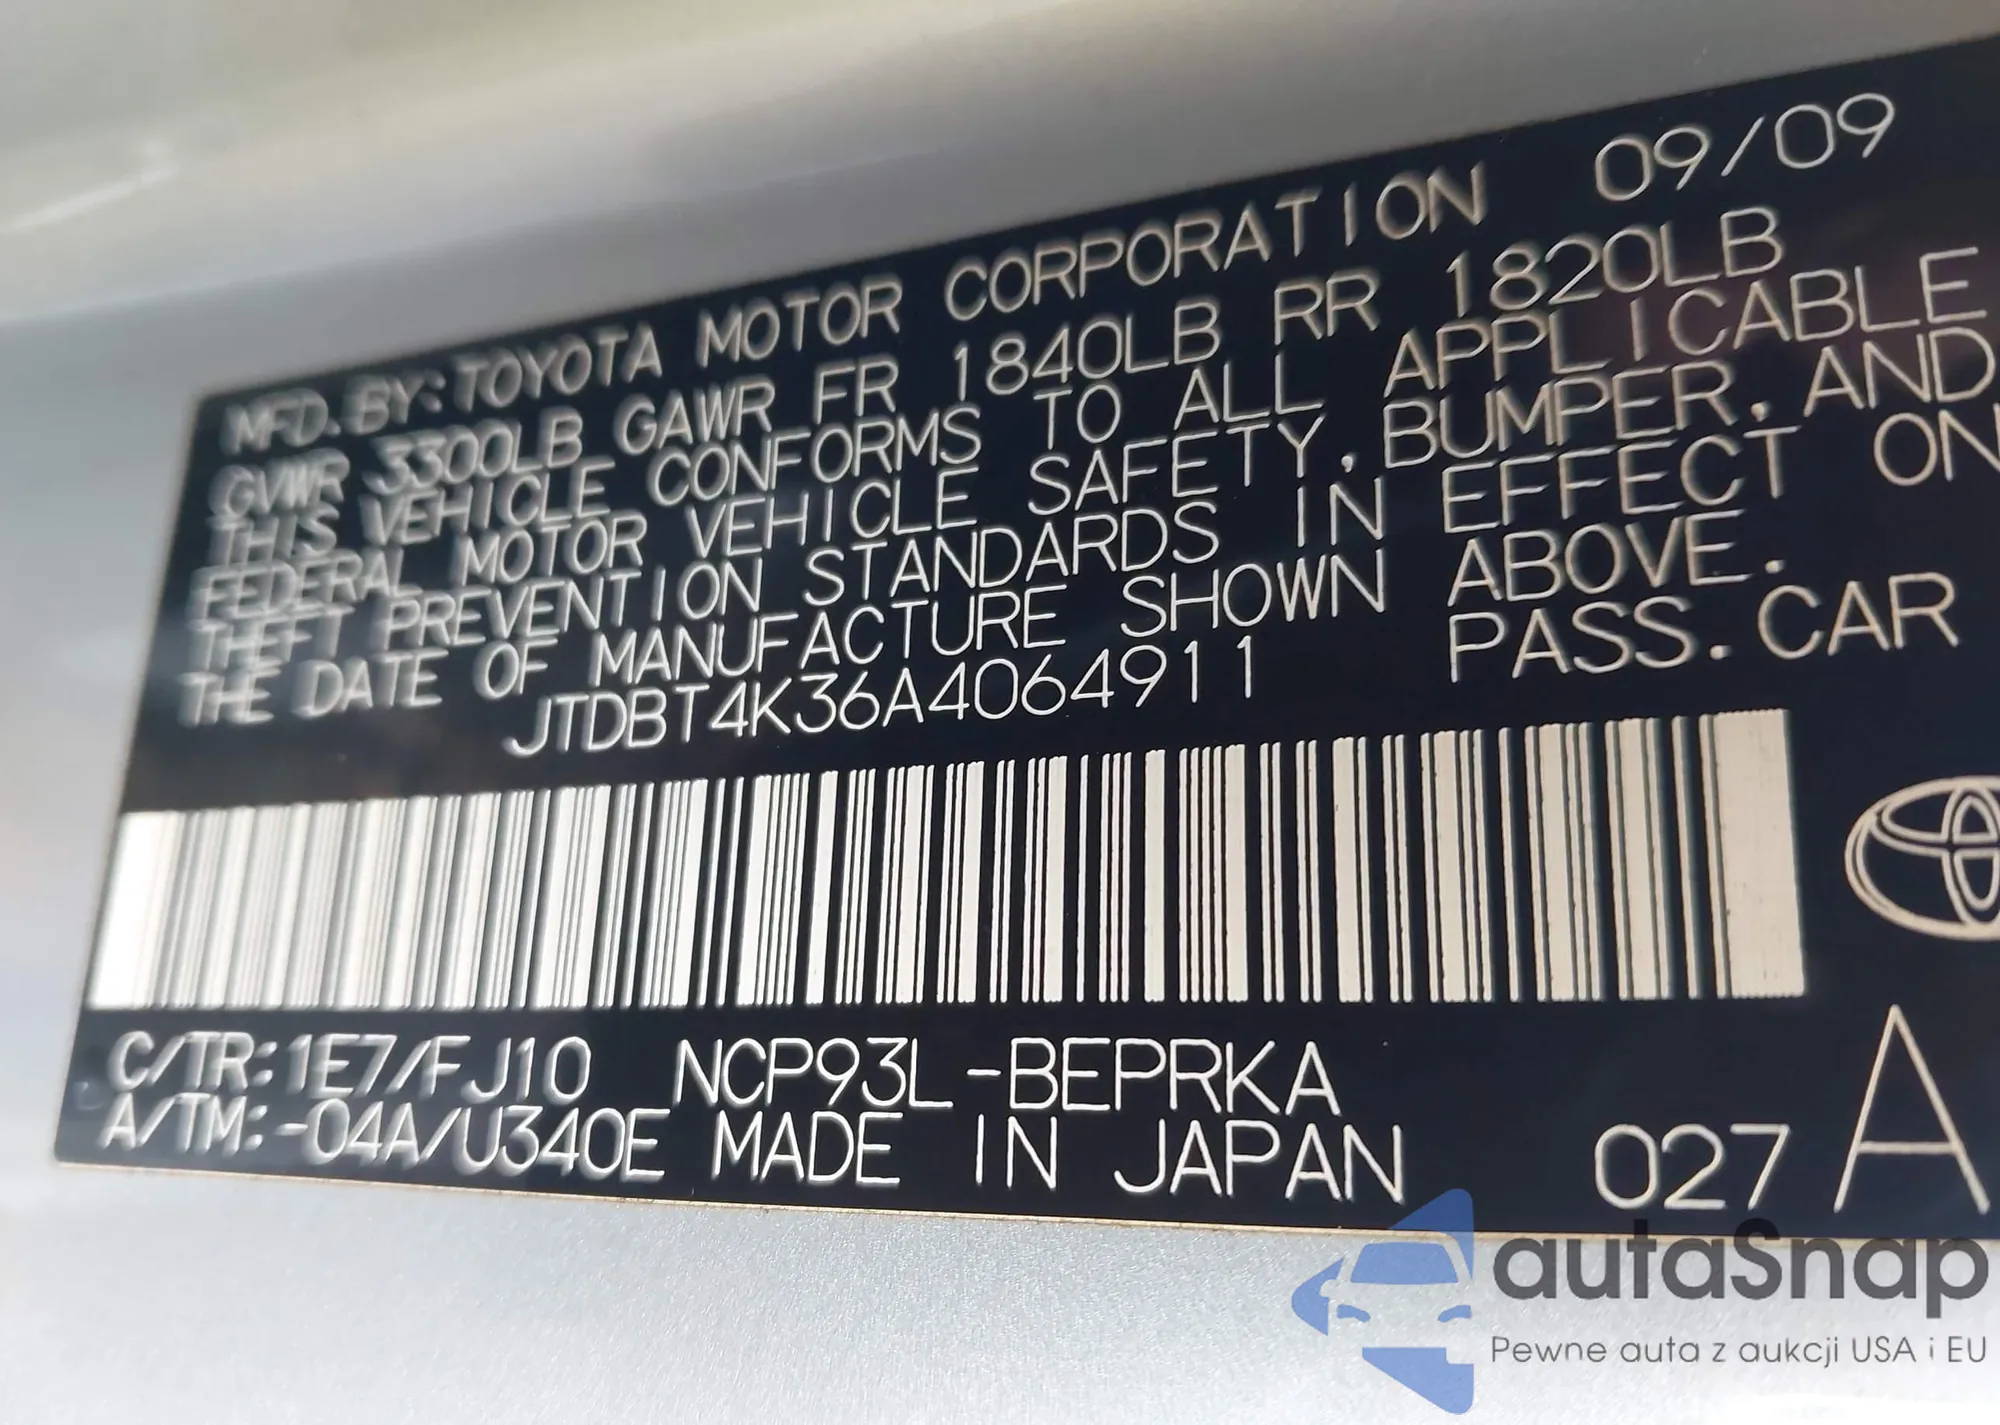 MFD. BY: TOYOTA MOTOR CORPORATION 09/09
GVWR 3300LB GAWR FR 1840LB RR 1820LB
THIS VEHICLE CONFORMS TO ALL APPLICABLE
FEDERAL MOTOR VEHICLE SAFETY, BUMPER, AND
THEFT PREVENTION STANDARDS IN EFFECT ON
THE DATE OF MANUFACTURE SHOWN ABOVE.
JTDBT4K36A4064911 PASS. CAR
C/TR: 1E7/FJ10 NCP93L-BEPRKA
A/TM: -04A/U340E MADE IN JAPAN 027 A
autaSnap
Pewne auta z aukcji USA i EU